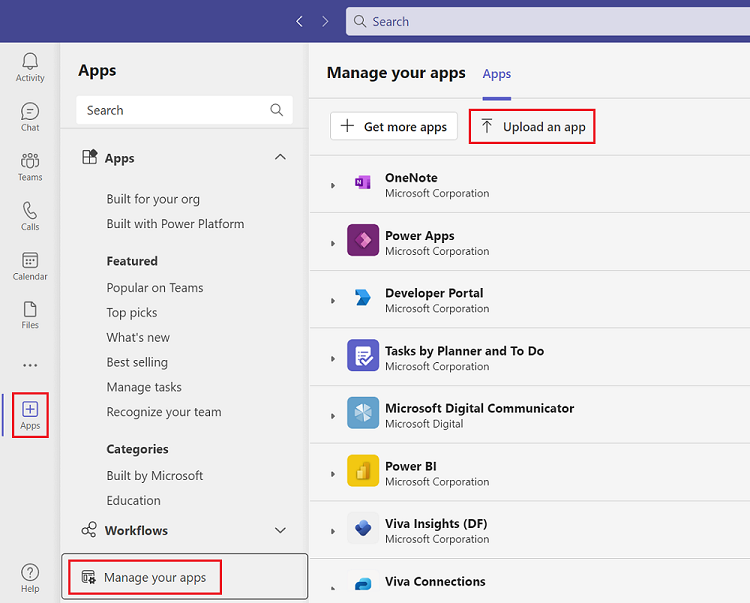 Search
Activity
Chat
Teams
Calls
Calendar
Files
Apps
Help
Apps
Search
Apps
Built for your org
Built with Power Platform
Featured
Popular on Teams
Top picks
What's new
Best selling
Manage tasks
Recognize your team
Categories
Built by Microsoft
Education
Workflows
Manage your apps
Manage your apps Apps
Get more apps Upload an app
OneNote
Microsoft Corporation
Power Apps
Microsoft Corporation
Developer Portal
Microsoft Corporation
Tasks by Planner and To Do
Microsoft Corporation
Microsoft Digital Communicator
Microsoft Digital
Power BI
Microsoft Corporation
Viva Insights (DF)
Microsoft Corporation
Viva Connections